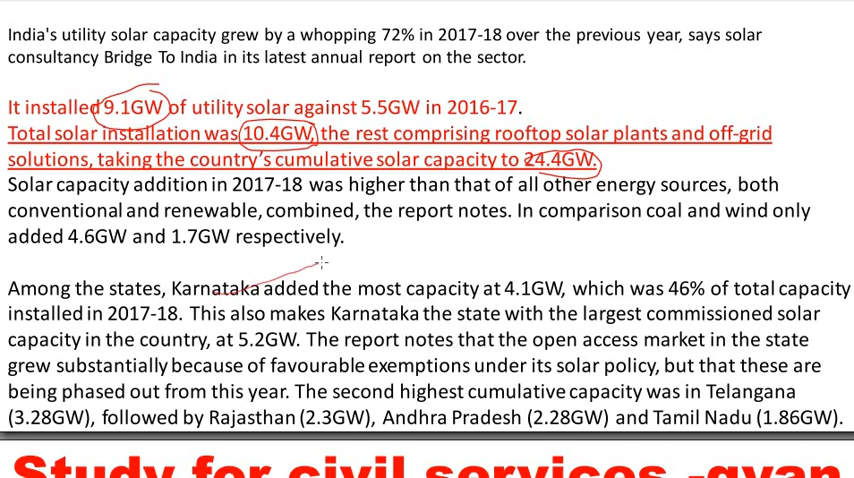 India's utility solar capacity grew by a whopping 72% in 2017-18 over the previous year, says solar
consultancy Bridge To India in its latest annual report on the sector.
It installed 9.1GW of utility solar against 5.5GW in 2016-17.
Total solar installation was 10.4GW, the rest comprising rooftop solar plants and off-grid
solutions, taking the country's cumulative solar capacity to 24.4GW.
Solar capacity addition in 2017-18 was higher than that of all other energy sources, both
conventional and renewable, combined, the report notes. In comparison coal and wind only
added 4.6GW and 1.7GW respectively.
Among the states, Karnataka added the most capacity at 4.1GW, which was 46% of total capacity
installed in 2017-18. This also makes Karnataka the state with the largest commissioned solar
capacity in the country, at 5.2GW. The report notes that the open access market in the state
grew substantially because of favourable exemptions under its solar policy, but that these are
being phased out from this year. The second highest cumulative capacity was in Telangana
(3.28GW), followed by Rajasthan (2.3GW), Andhra Pradesh (2.28GW) and Tamil Nadu (1.86GW).
Study for civil services -gyan